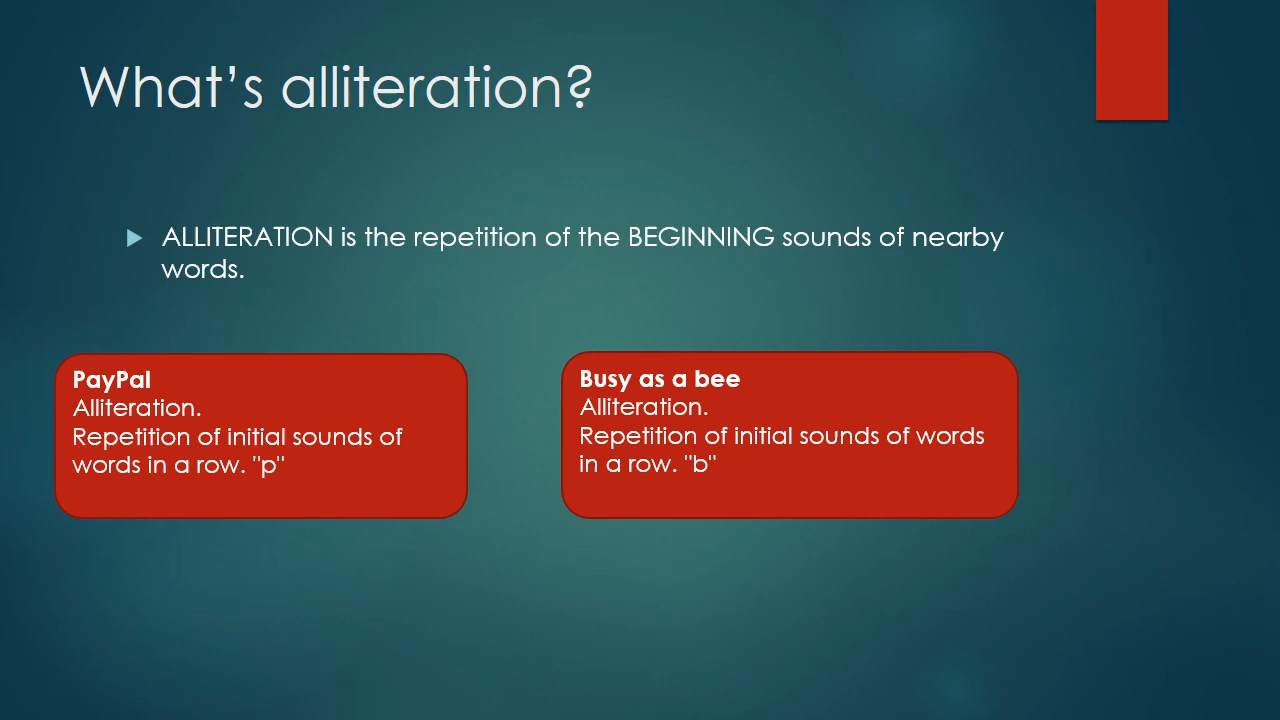 What’s alliteration?
ALLITERATION is the repetition of the BEGINNING sounds of nearby
words.
PayPal
Alliteration.
Repetition of initial sounds of
words in a row. "p"
Busy as a bee
Alliteration.
Repetition of initial sounds of words
in a row. "b"